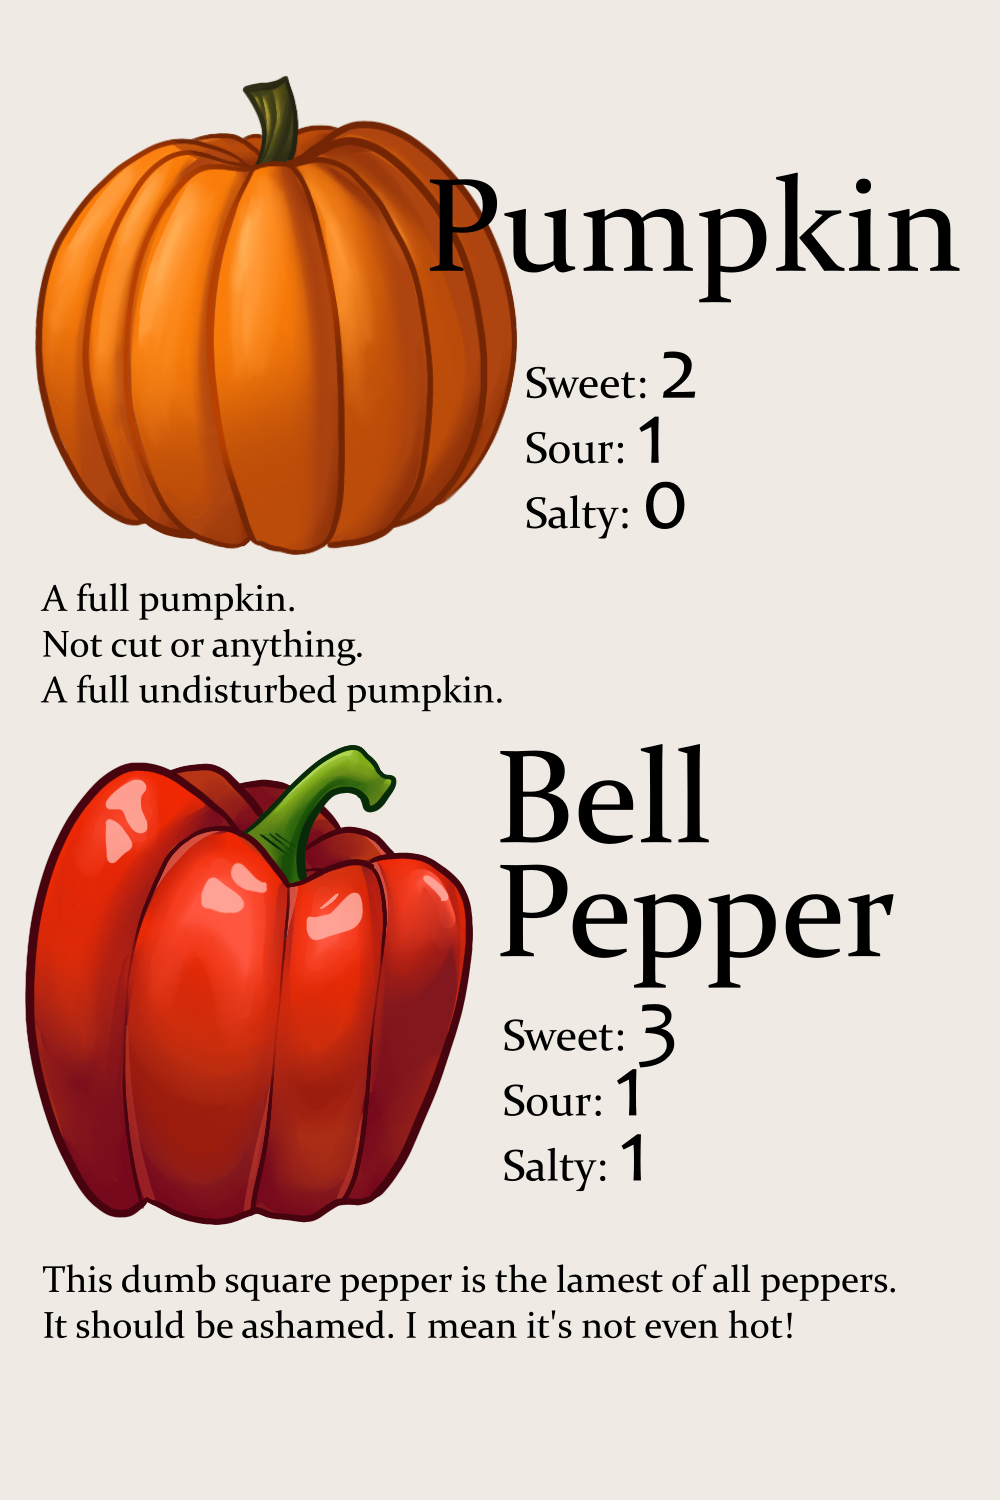 Pumpkin
Sweet: 2
Sour: 1
Salty: 0
A full pumpkin.
Not cut or anything.
A full undisturbed pumpkin.
Bell
Pepper
Sweet: 3
Sour: 1
Salty: 1
This dumb square pepper is the lamest of all peppers.
It should be ashamed. I mean it's not even hot!